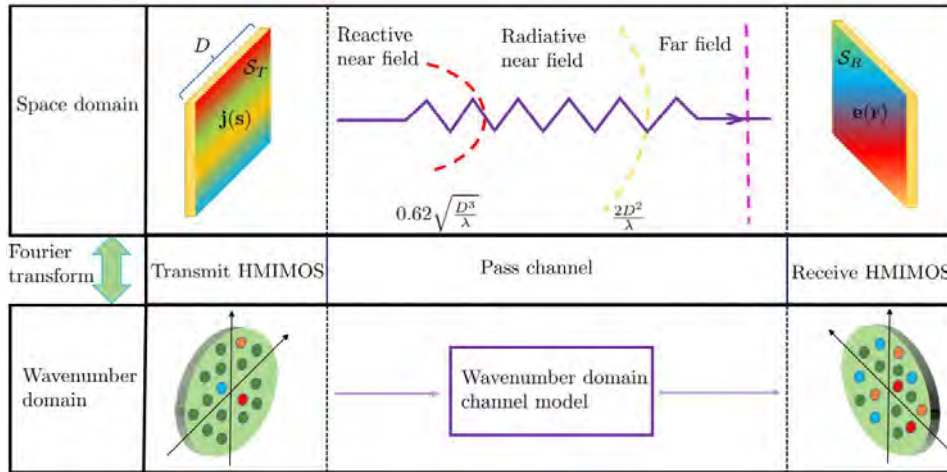 D
Reactive
near field
Radiative
near field
Far field
Space domain
S_T
j(s)
S_R
e(r)
0.62√(D³/λ)
2D²/λ
Fourier
transform
Transmit HMIMOS
Pass channel
Receive HMIMOS
Wavenumber
domain
Wavenumber domain
channel model